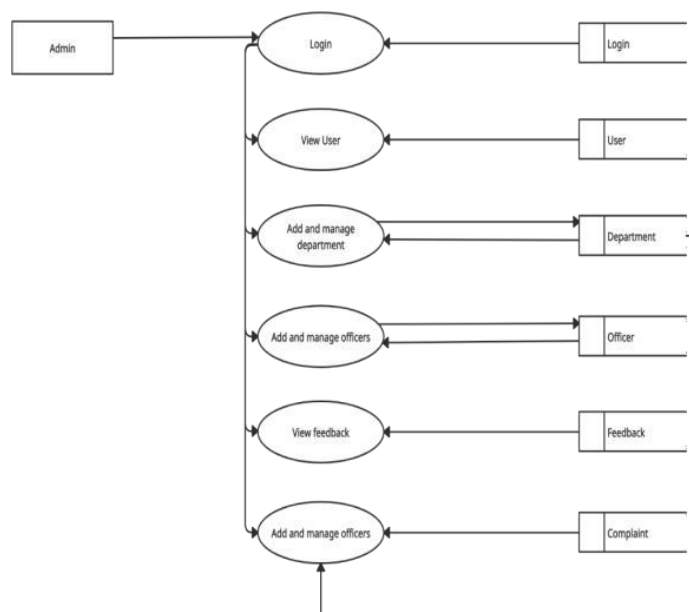 Admin
Login
Login
View User
User
Add and manage
department
Department
Add and manage officers
Officer
View feedback
Feedback
Add and manage officers
Complaint